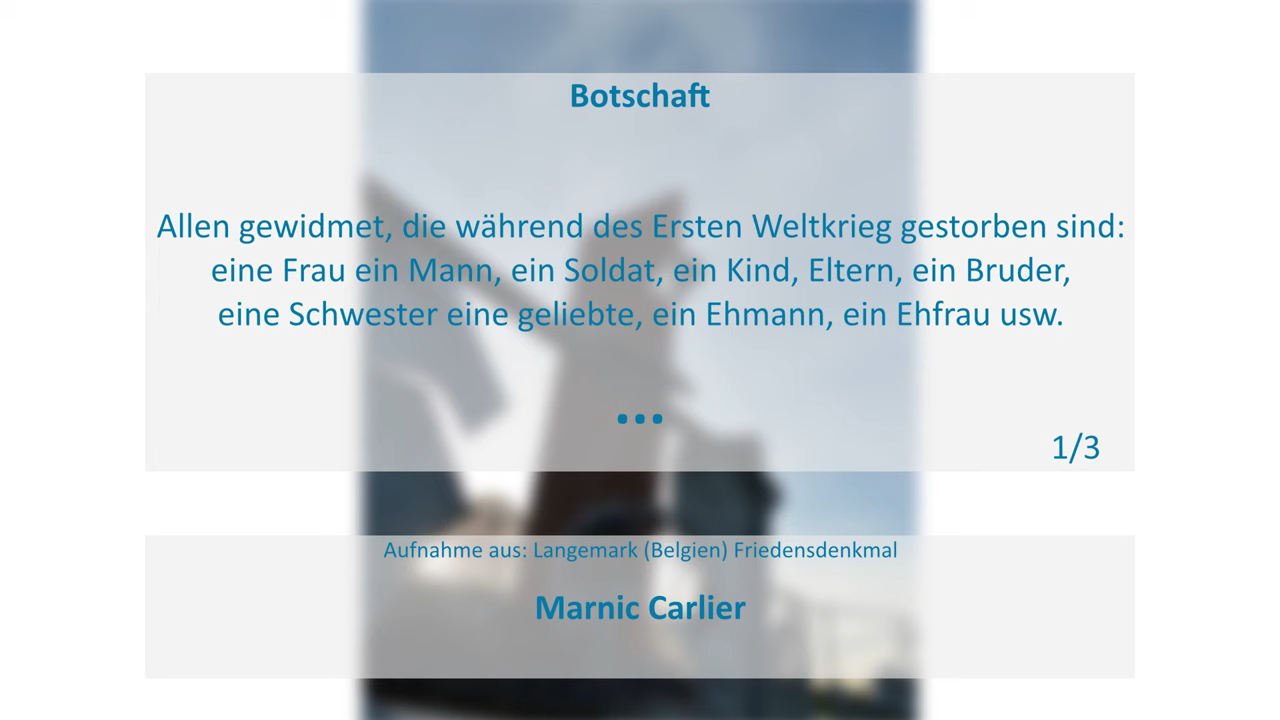 Botschaft
Allen gewidmet, die während des Ersten Weltkrieg gestorben sind:
eine Frau ein Mann, ein Soldat, ein Kind, Eltern, ein Bruder,
eine Schwester eine geliebte, ein Ehmann, ein Ehfrau usw.
...
1/3
Aufnahme aus: Langemark (Belgien) Friedensdenkmal
Marnic Carlier